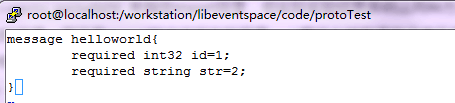 root@localhost:/workstation/libeventspace/code/protoTest
message helloworld{
        required int32 id=1;
        required string str=2;
}